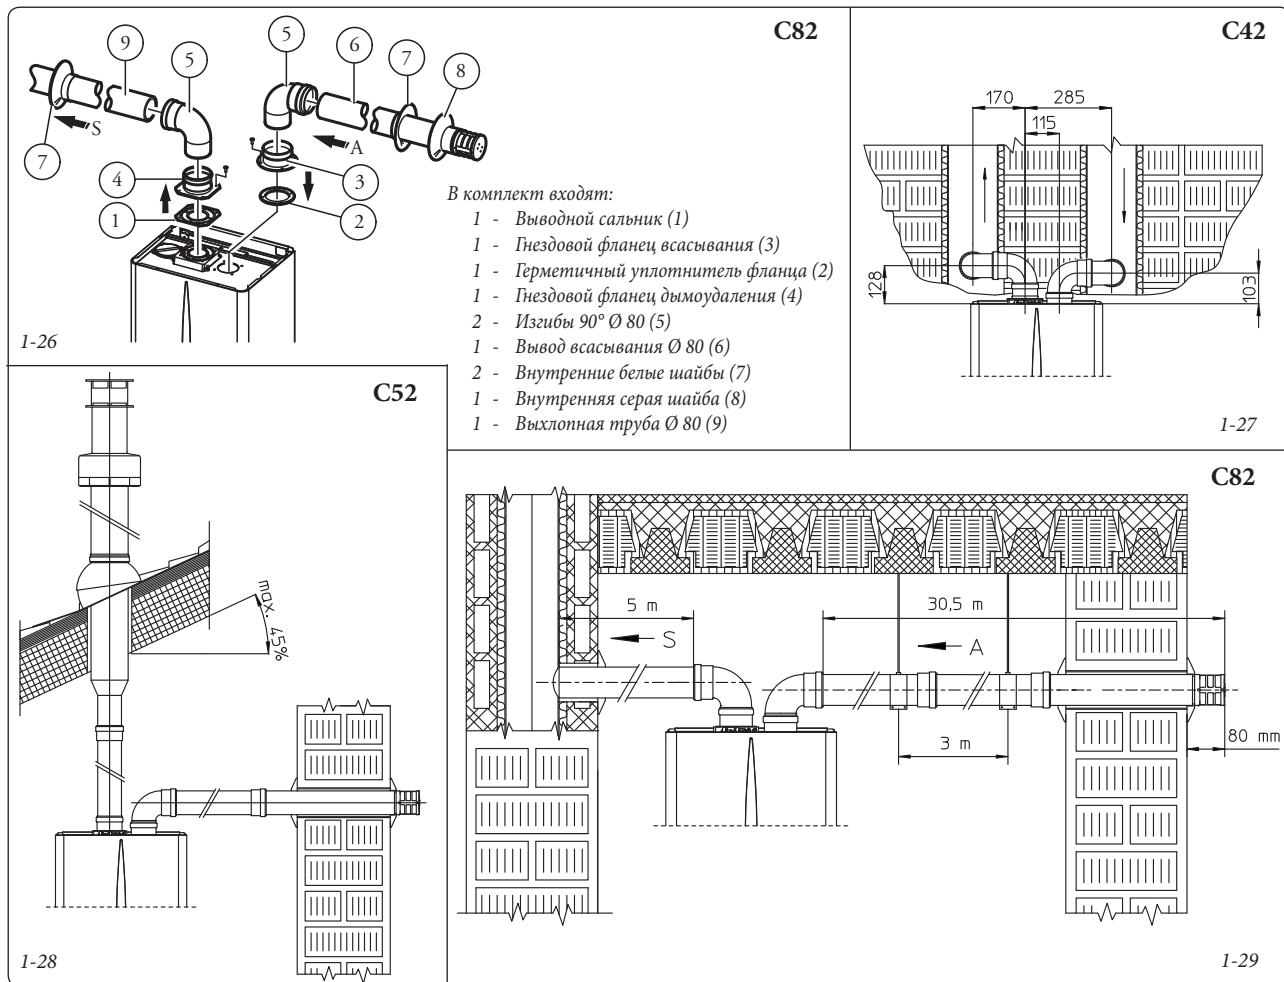 C82
9
5
5
6
7
8
S
A
7
4
3
1
2
1-26
В комплект входят:
1 - Выводной сальник (1)
1 - Гнездовой фланец всасывания (3)
1 - Герметичный уплотнитель фланца (2)
1 - Гнездовой фланец дымоудаления (4)
2 - Изгибы 90° Ø 80 (5)
1 - Вывод всасывания Ø 80 (6)
2 - Внутренние белые шайбы (7)
1 - Внутренняя серая шайба (8)
1 - Выхлопная труба Ø 80 (9)
C42
170
285
115
128
103
1-27
C52
max. 45%
1-28
C82
5 m
30,5 m
S
A
3 m
80 mm
1-29